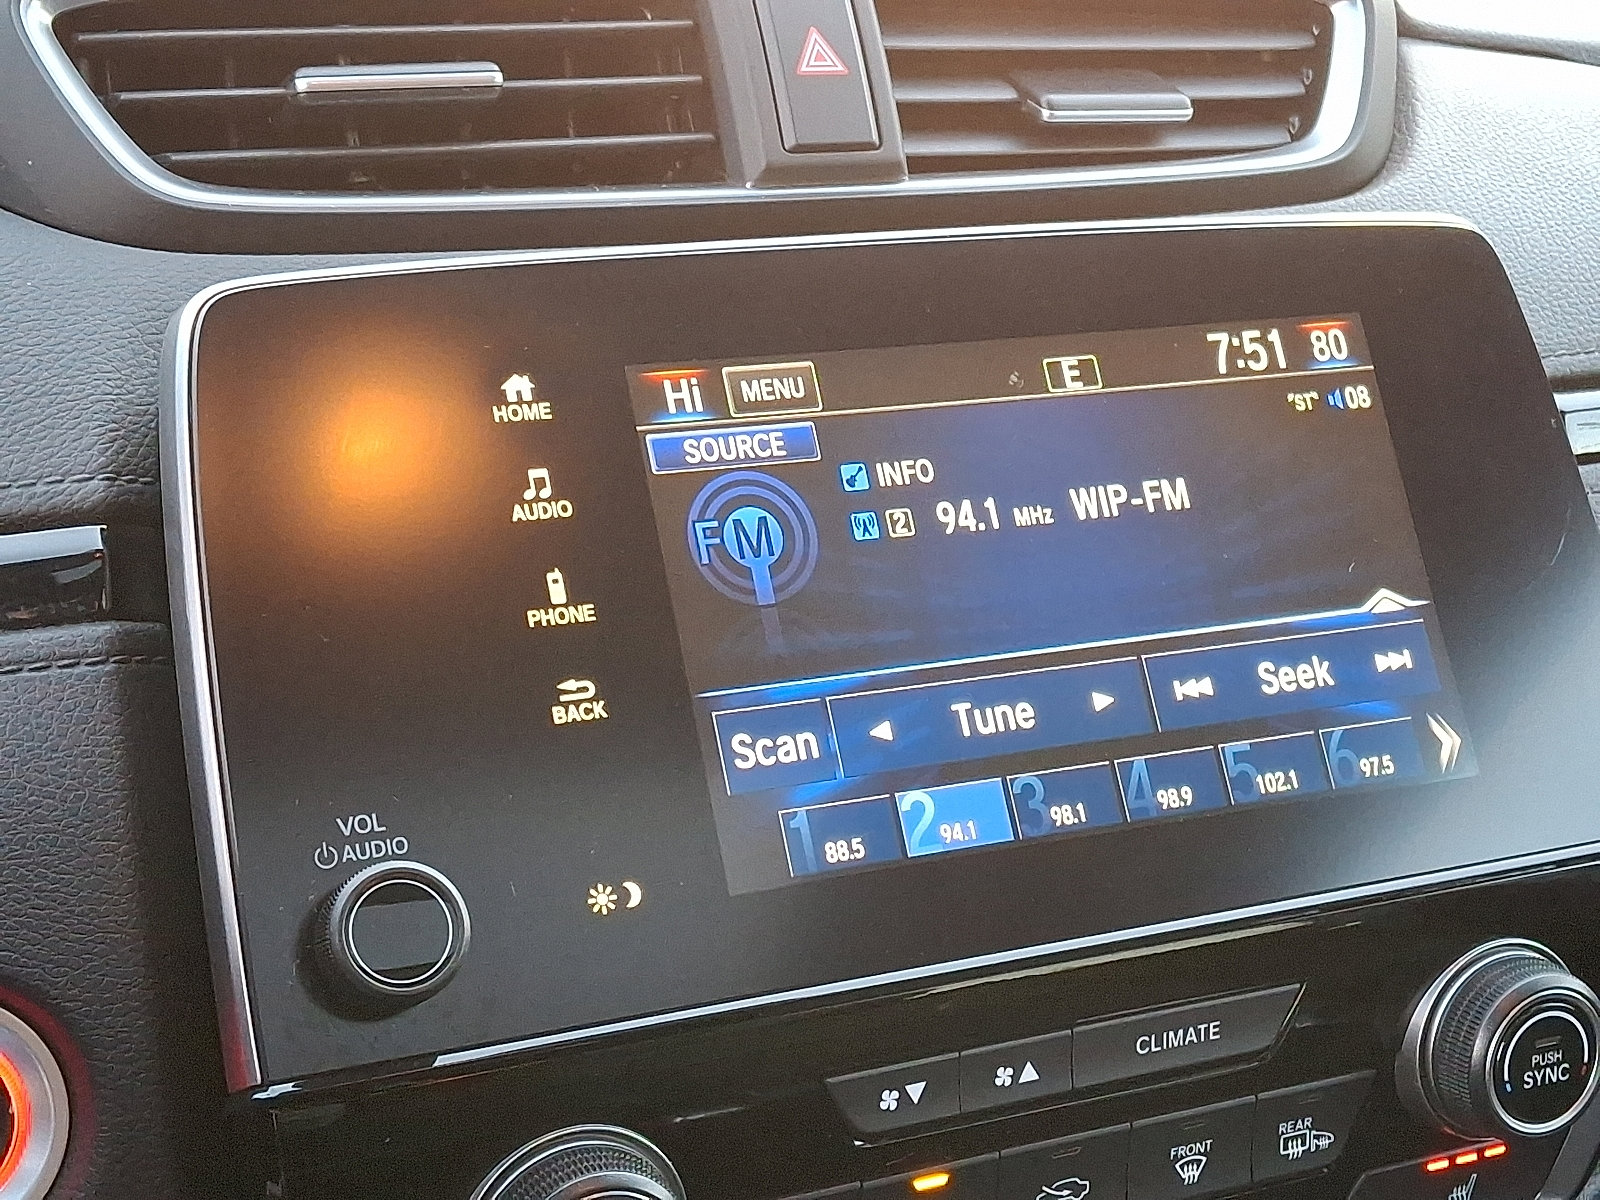 Hi MENU E 7:51 80
"ST" 08
SOURCE
INFO
FM
2 94.1 MHz WIP-FM
Scan Tune Seek
1 88.5 2 94.1 3 98.1 4 98.9 5 102.1 6 97.5
HOME
AUDIO
PHONE
BACK
VOL
AUDIO
CLIMATE
PUSH
SYNC
FRONT
REAR